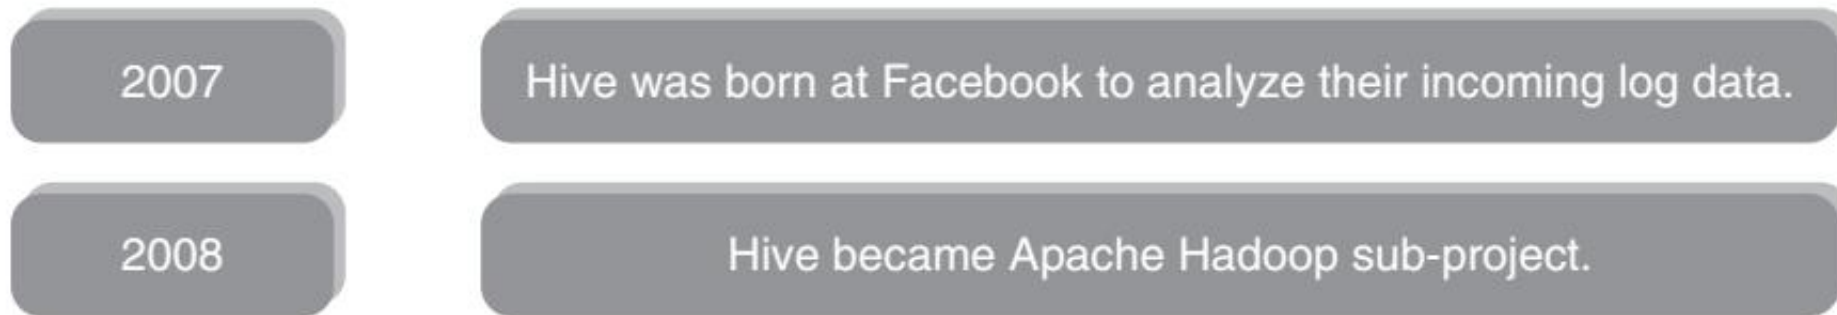 2007
Hive was born at Facebook to analyze their incoming log data.
2008
Hive became Apache Hadoop sub-project.